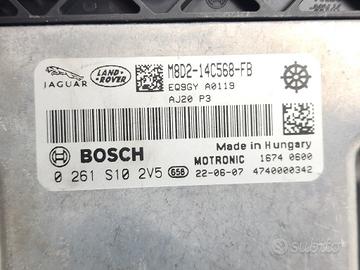 JAGUAR
LAND ROVER
M8D2-14C568-FB
EQ9GY A0119
AJ20 P3
BOSCH
Made in Hungary
MOTRONIC 1674 0600
0 261 S10 2V5 658 22-06-07 4740000342
Subito